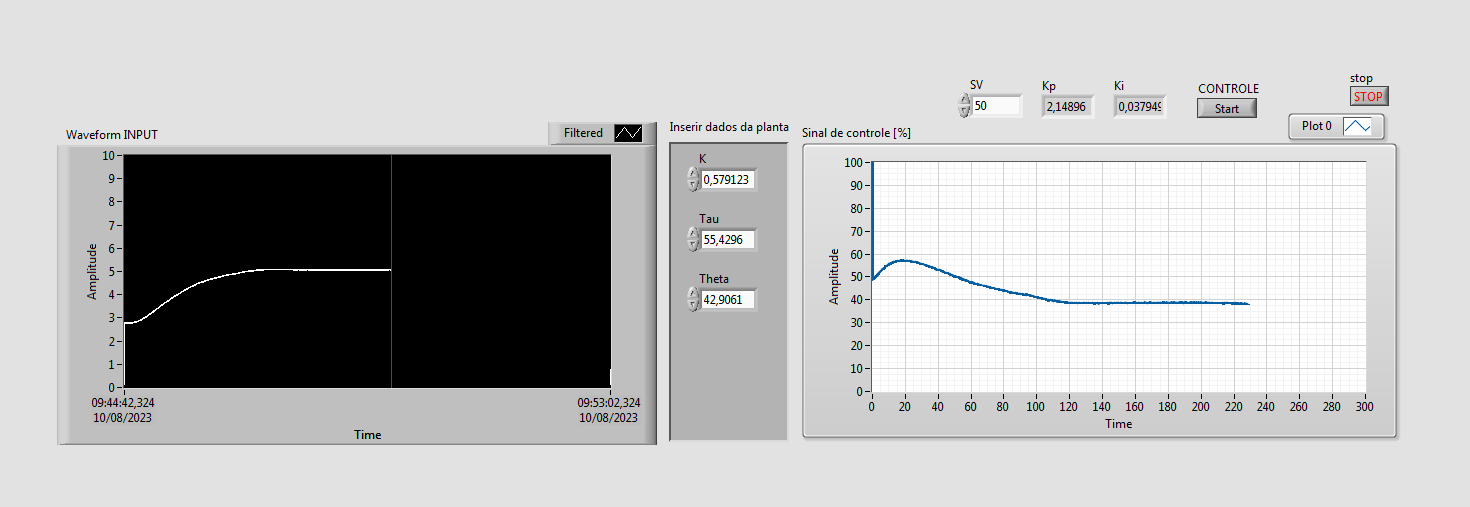 SV
50
Kp
2,14896
Ki
0,037949
CONTROLE
Start
stop
STOP
Plot 0
Waveform INPUT
Filtered
Amplitude
10
9
8
7
6
5
4
3
2
1
0
09:44:42,324
10/08/2023
09:53:02,324
10/08/2023
Time
Inserir dados da planta
K
0,579123
Tau
55,4296
Theta
42,9061
Sinal de controle [%]
Amplitude
100
90
80
70
60
50
40
30
20
10
0
0 20 40 60 80 100 120 140 160 180 200 220 240 260 280 300
Time